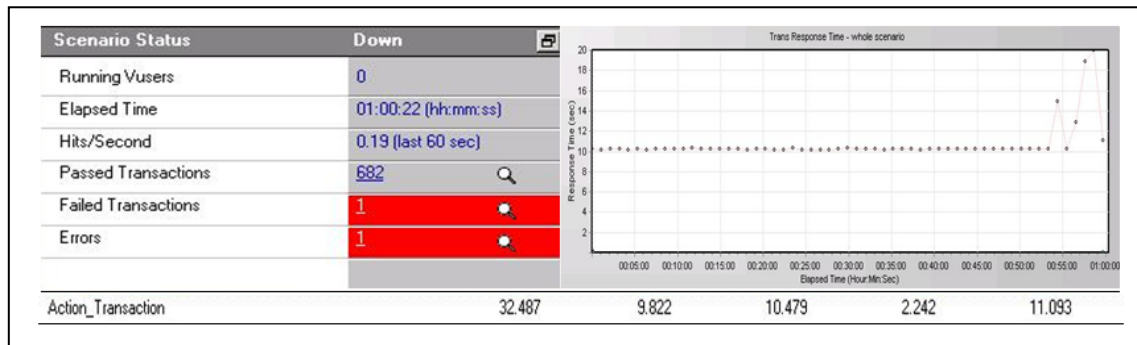 Scenario Status Down
Running Vusers 0
Elapsed Time 01:00:22 (hh:mm:ss)
Hits/Second 0.19 (last 60 sec)
Passed Transactions 682
Failed Transactions 1
Errors 1
Trans Response Time - whole scenario
Response Time (sec)
20
18
16
14
12
10
8
6
4
2
00:05:00 00:10:00 00:15:00 00:20:00 00:25:00 00:30:00 00:35:00 00:40:00 00:45:00 00:50:00 00:55:00 01:00:00
Elapsed Time (Hour:Min:Sec)
Action_Transaction 32.487 9.822 10.479 2.242 11.093